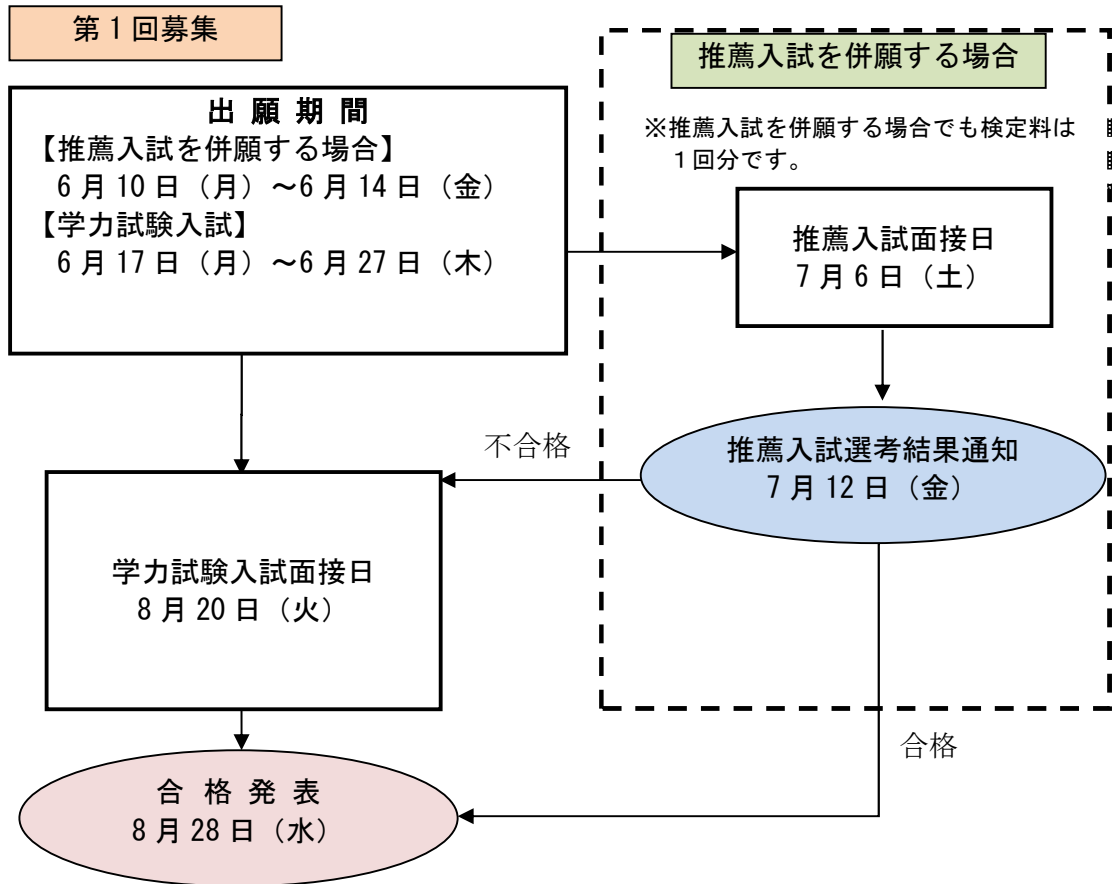 第1回募集
出 願 期 間
【推薦入試を併願する場合】
6月10日（月）～6月14日（金）
【学力試験入試】
6月17日（月）～6月27日（木）
推薦入試を併願する場合
※推薦入試を併願する場合でも検定料は
1回分です。
推薦入試面接日
7月6日（土）
推薦入試選考結果通知
7月12日（金）
不合格
学力試験入試面接日
8月20日（火）
合格
合 格 発 表
8月28日（水）